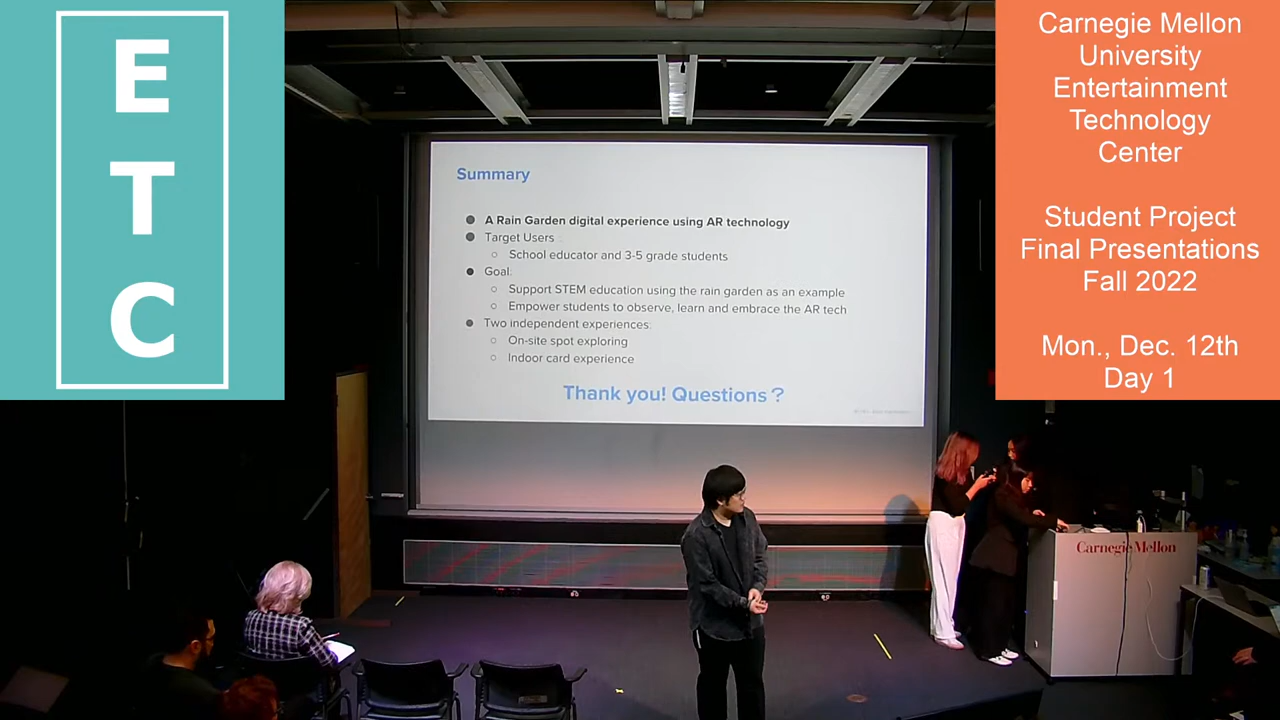 E
T
C
Carnegie Mellon
University
Entertainment
Technology
Center
Student Project
Final Presentations
Fall 2022
Mon., Dec. 12th
Day 1
Summary
A Rain Garden digital experience using AR technology
Target Users :
School educator and 3-5 grade students
Goal:
Support STEM education using the rain garden as an example
Empower students to observe, learn and embrace the AR tech
Two independent experiences:
On-site spot exploring
Indoor card experience
Thank you! Questions？
Carnegie Mellon